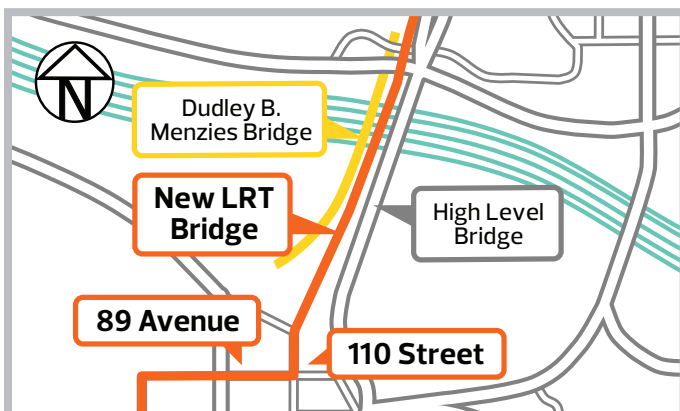 N
Dudley B.
Menzies Bridge
New LRT
Bridge
High Level
Bridge
89 Avenue
110 Street